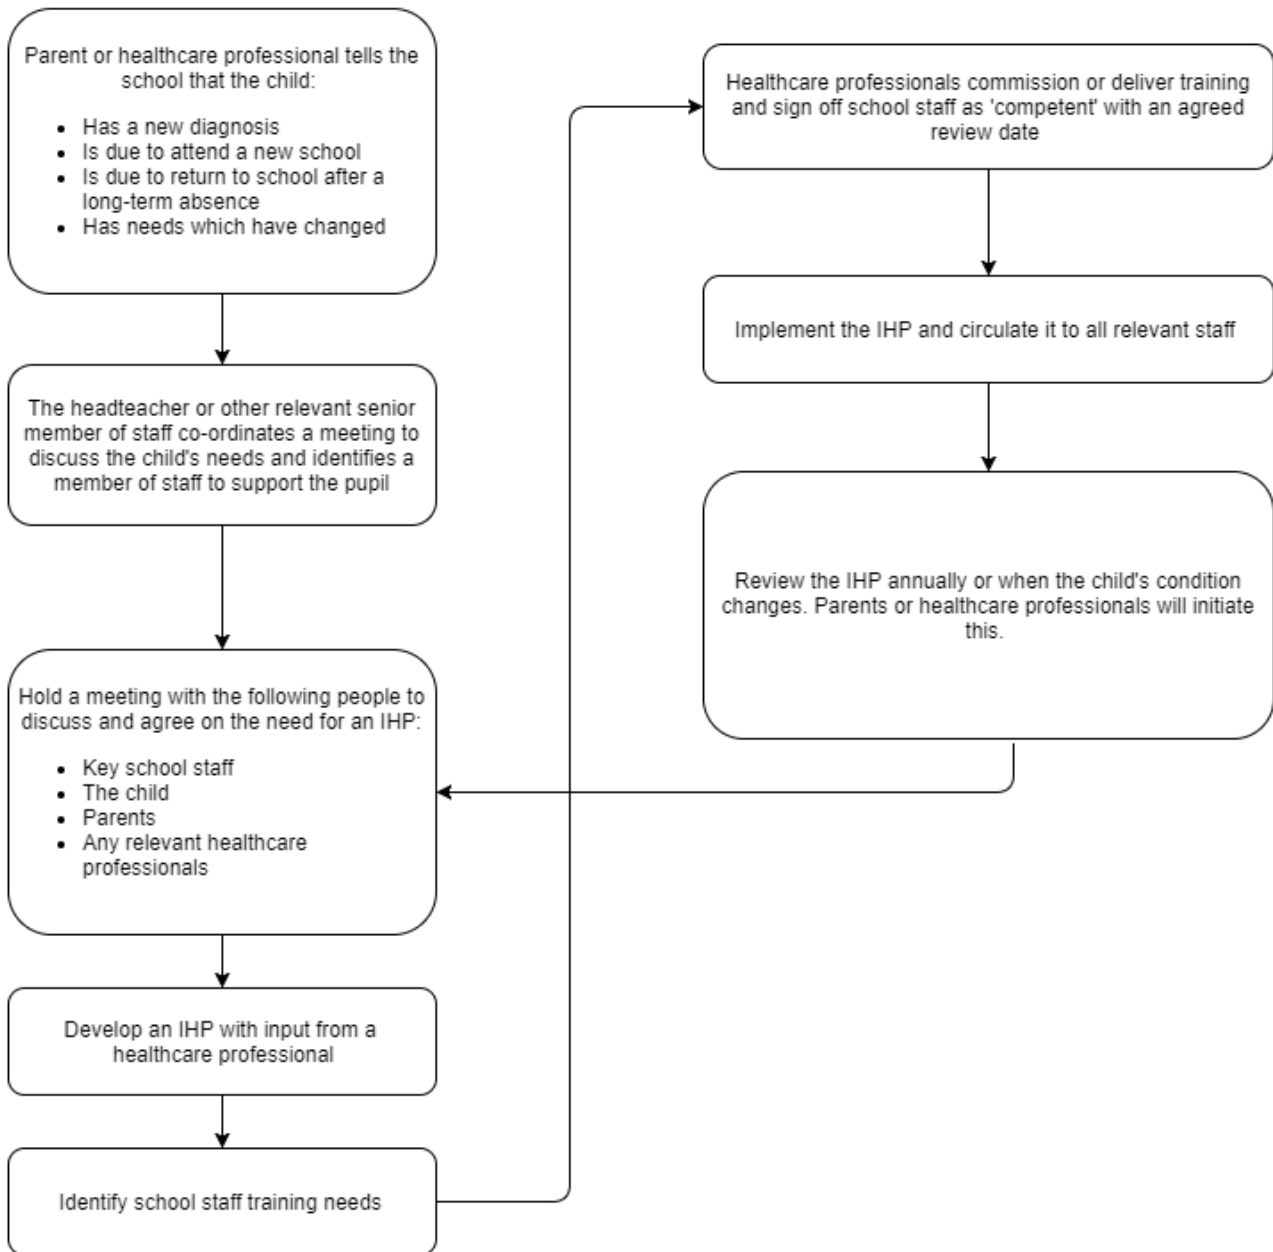 Parent or healthcare professional tells the
school that the child:
• Has a new diagnosis
• Is due to attend a new school
• Is due to return to school after a
long-term absence
• Has needs which have changed
The headteacher or other relevant senior
member of staff co-ordinates a meeting to
discuss the child's needs and identifies a
member of staff to support the pupil
Hold a meeting with the following people to
discuss and agree on the need for an IHP:
• Key school staff
• The child
• Parents
• Any relevant healthcare
professionals
Develop an IHP with input from a
healthcare professional
Identify school staff training needs
Healthcare professionals commission or deliver training
and sign off school staff as 'competent' with an agreed
review date
Implement the IHP and circulate it to all relevant staff
Review the IHP annually or when the child's condition
changes. Parents or healthcare professionals will initiate
this.